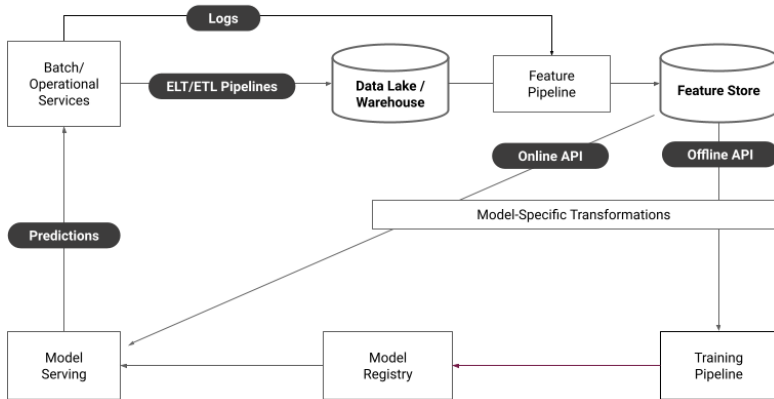 Logs
Batch/
Operational
Services
ELT/ETL Pipelines
Data Lake /
Warehouse
Feature
Pipeline
Feature Store
Online API
Offline API
Model-Specific Transformations
Predictions
Model
Serving
Model
Registry
Training
Pipeline